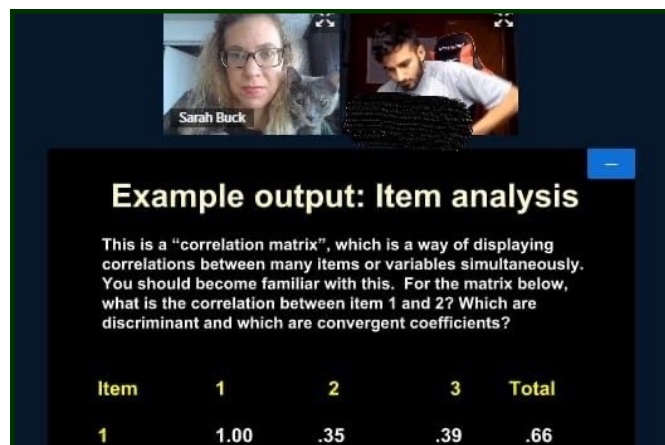 Sarah Buck
Example output: Item analysis
This is a “correlation matrix”, which is a way of displaying
correlations between many items or variables simultaneously.
You should become familiar with this.  For the matrix below,
what is the correlation between item 1 and 2? Which are
discriminant and which are convergent coefficients?
Item 1 2 3 Total
1 1.00 .35 .39 .66